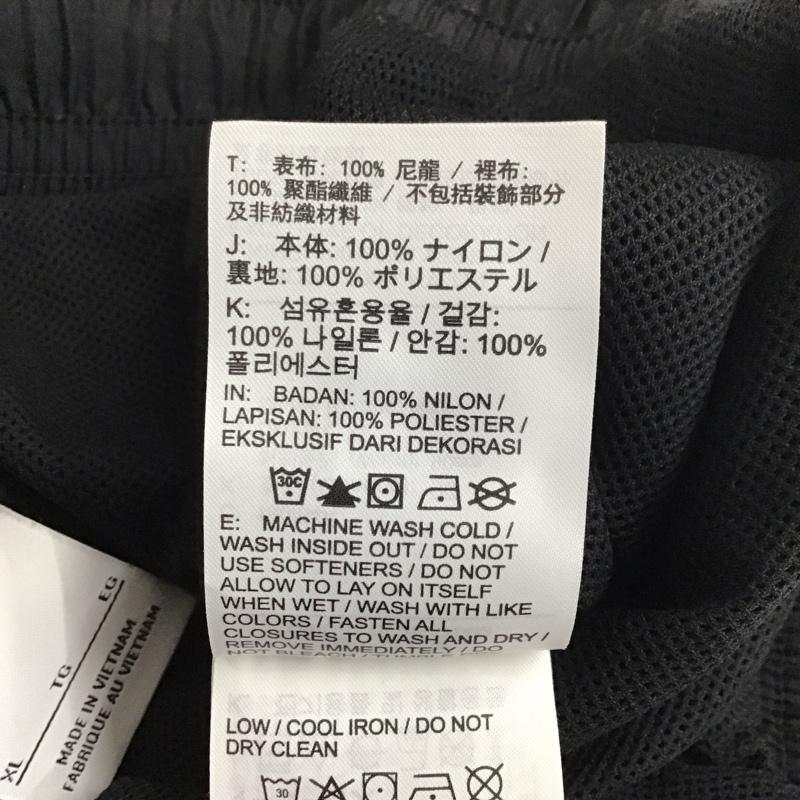 T: 表布: 100% 尼龍 / 裡布:
100% 聚酯纖維 / 不包括裝飾部分
及非紡織材料
J: 本体: 100% ナイロン /
裏地: 100% ポリエステル
K: 섬유혼용율 / 겉감:
100% 나일론 / 안감: 100%
폴리에스터
IN: BADAN: 100% NILON /
LAPISAN: 100% POLIESTER /
EKSKLUSIF DARI DEKORASI
30C
E: MACHINE WASH COLD /
WASH INSIDE OUT / DO NOT
USE SOFTENERS / DO NOT
ALLOW TO LAY ON ITSELF
WHEN WET / WASH WITH LIKE
COLORS / FASTEN ALL
CLOSURES TO WASH AND DRY /
REMOVE IMMEDIATELY / DO
NOT BLEACH / TUMBLE
LOW / COOL IRON / DO NOT
DRY CLEAN
30
XL TG EG
MADE IN VIETNAM
FABRIQUE AU VIETNAM